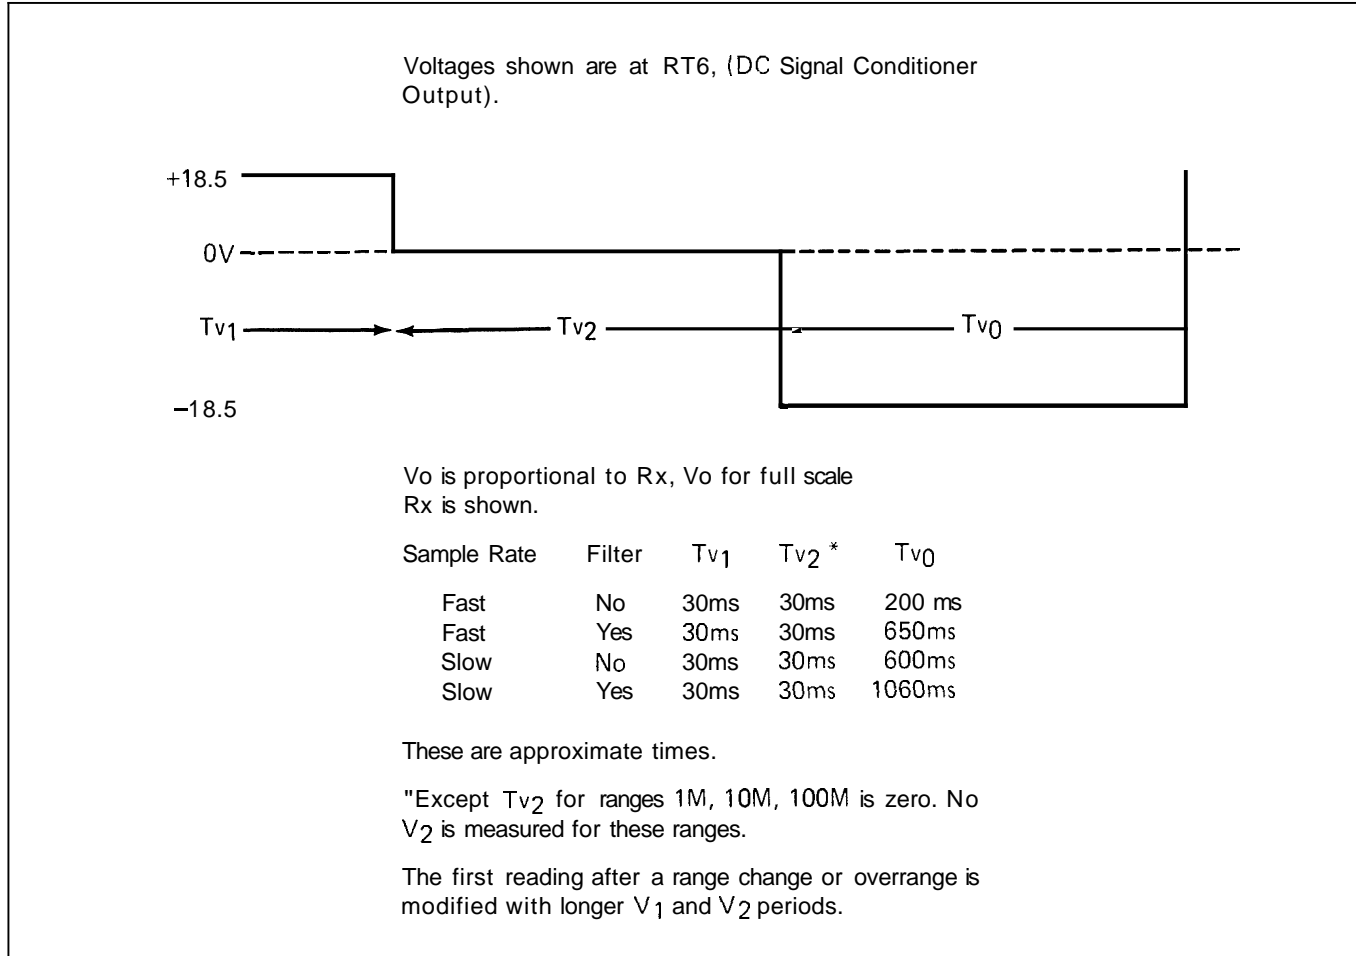 Voltages shown are at RT6, (DC Signal Conditioner
Output).
+18.5
0V
Tv1 Tv2 Tv0
–18.5
Vo is proportional to Rx, Vo for full scale
Rx is shown.
Sample Rate Filter Tv1 Tv2 * Tv0
Fast No 30ms 30ms 200 ms
Fast Yes 30ms 30ms 650ms
Slow No 30ms 30ms 600ms
Slow Yes 30ms 30ms 1060ms
These are approximate times.
"Except Tv2 for ranges 1M, 10M, 100M is zero. No
V2 is measured for these ranges.
The first reading after a range change or overrange is
modified with longer V1 and V2 periods.